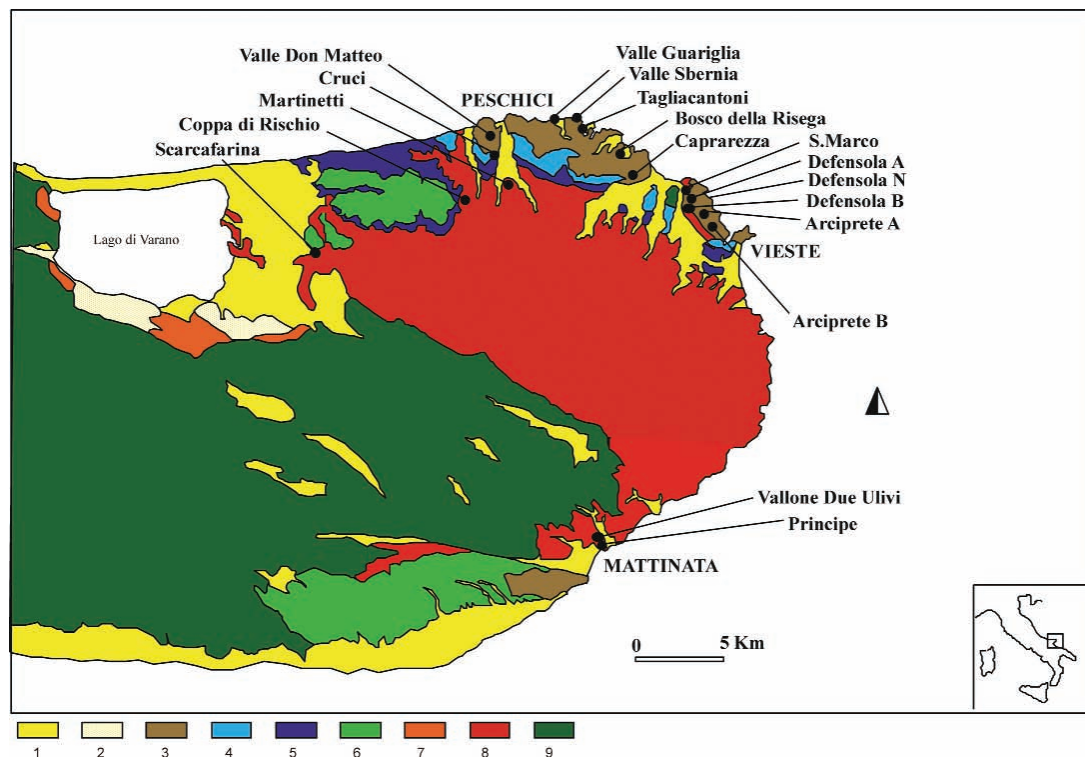 Valle Don Matteo
Cruci
Martinetti
Coppa di Rischio
Scarcafarina
PESCHICI
Valle Guariglia
Valle Sbernia
Tagliacantoni
Bosco della Risega
Caprarezza
S.Marco
Defensola A
Defensola N
Defensola B
Arciprete A
VIESTE
Arciprete B
Lago di Varano
Vallone Due Ulivi
Principe
MATTINATA
0 5 Km
1 2 3 4 5 6 7 8 9